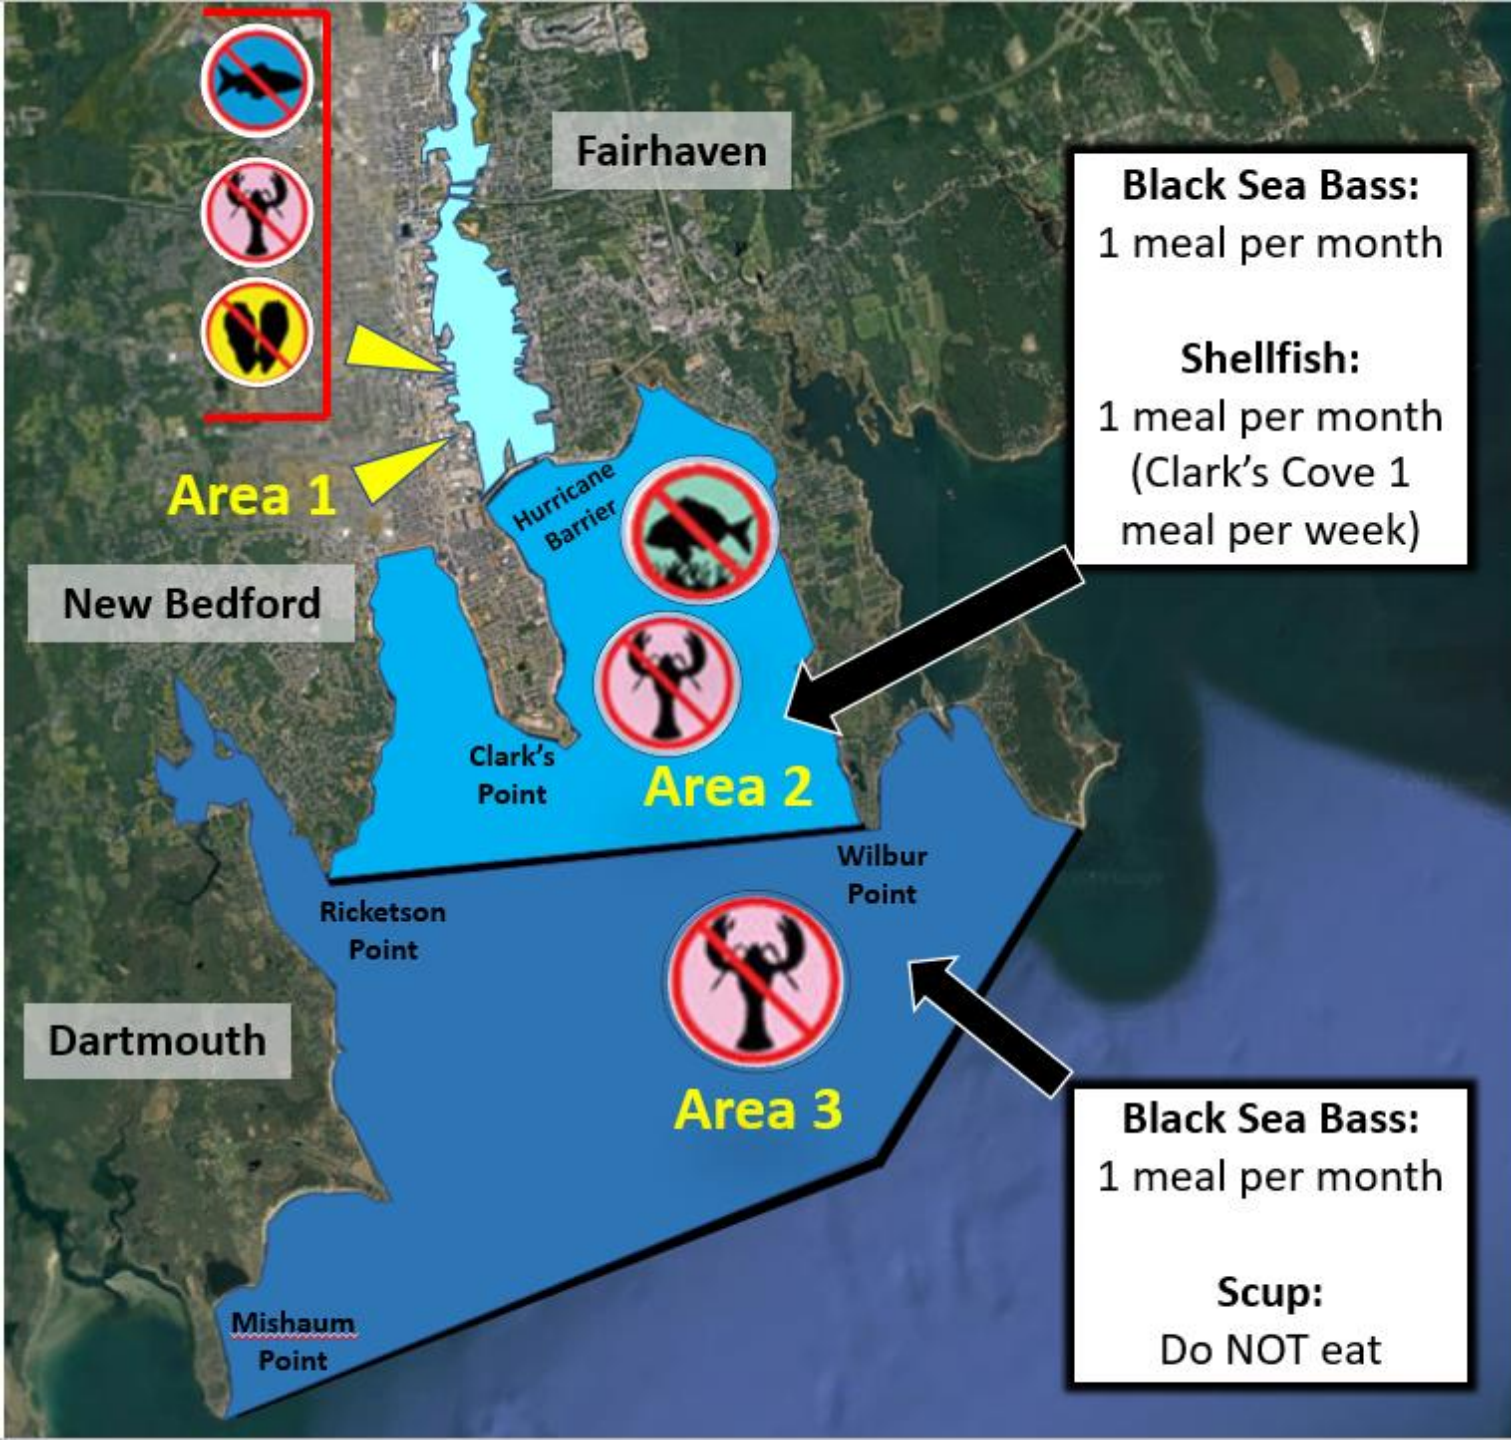 Fairhaven
Black Sea Bass:
1 meal per month
Shellfish:
1 meal per month
(Clark's Cove 1
meal per week)
Area 1
Hurricane
Barrier
New Bedford
Clark's
Point
Area 2
Wilbur
Point
Ricketson
Point
Dartmouth
Area 3
Black Sea Bass:
1 meal per month
Scup:
Do NOT eat
Mishaum
Point